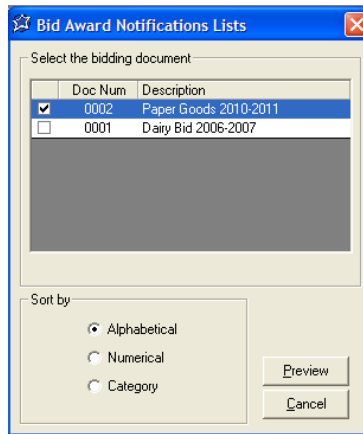 Bid Award Notifications Lists
Select the bidding document
Doc Num Description
0002 Paper Goods 2010-2011
0001 Dairy Bid 2006-2007
Sort by
Alphabetical
Numerical
Category
Preview
Cancel